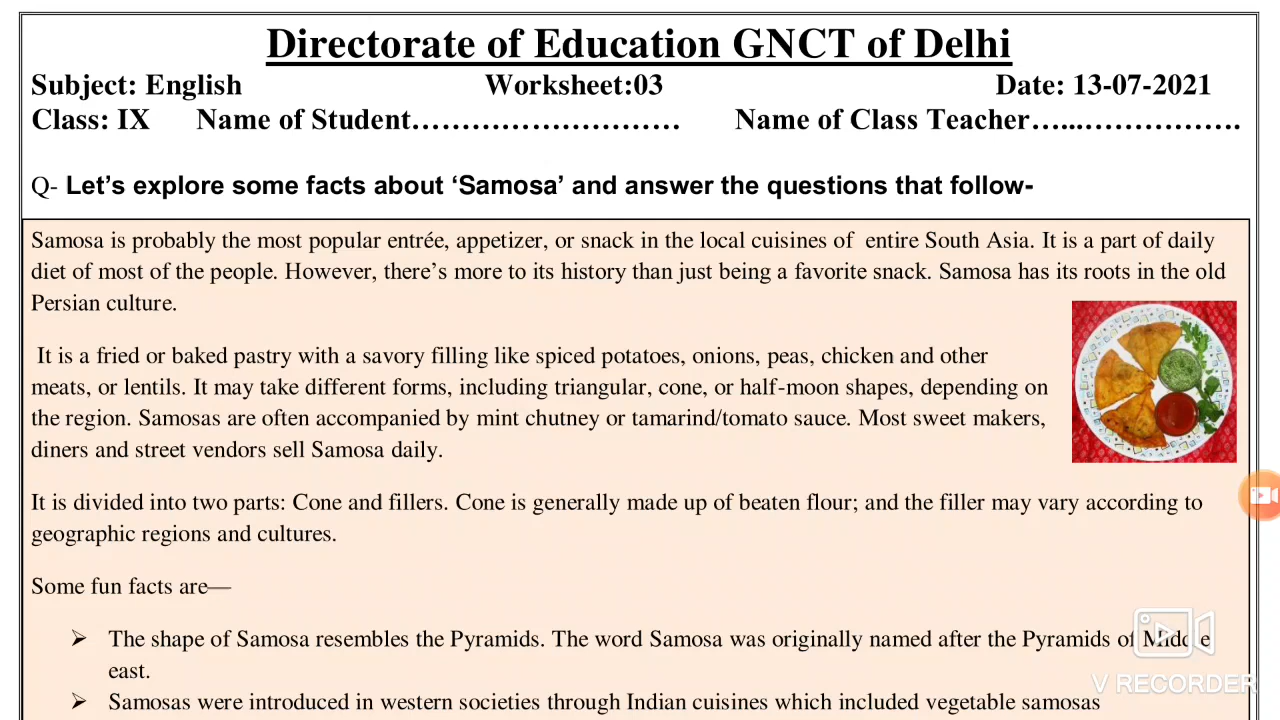 Directorate of Education GNCT of Delhi
Subject: English Worksheet:03 Date: 13-07-2021
Class: IX Name of Student……………………… Name of Class Teacher…...…………….
Q- Let’s explore some facts about ‘Samosa’ and answer the questions that follow-
Samosa is probably the most popular entrée, appetizer, or snack in the local cuisines of entire South Asia. It is a part of daily
diet of most of the people. However, there’s more to its history than just being a favorite snack. Samosa has its roots in the old
Persian culture.
It is a fried or baked pastry with a savory filling like spiced potatoes, onions, peas, chicken and other
meats, or lentils. It may take different forms, including triangular, cone, or half-moon shapes, depending on
the region. Samosas are often accompanied by mint chutney or tamarind/tomato sauce. Most sweet makers,
diners and street vendors sell Samosa daily.
It is divided into two parts: Cone and fillers. Cone is generally made up of beaten flour; and the filler may vary according to
geographic regions and cultures.
Some fun facts are—
➢ The shape of Samosa resembles the Pyramids. The word Samosa was originally named after the Pyramids of Middle
east.
➢ Samosas were introduced in western societies through Indian cuisines which included vegetable samosas
V RECORDER